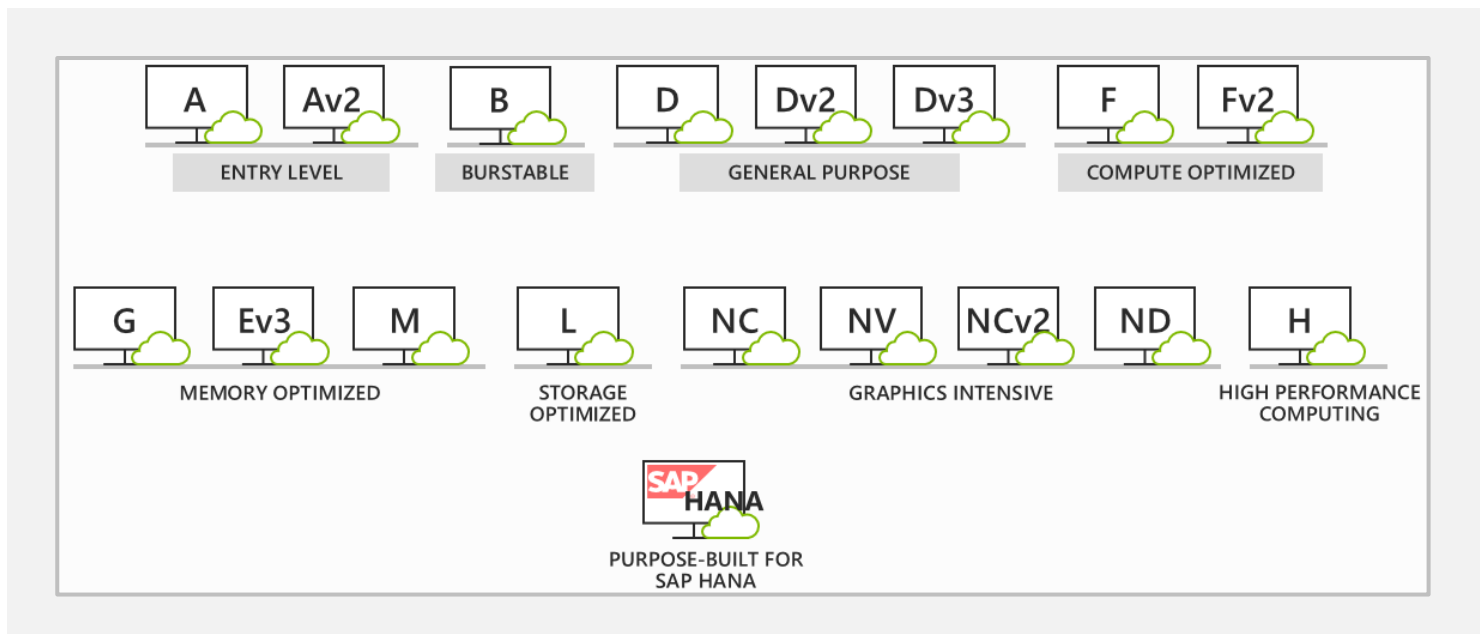 A Av2 B D Dv2 Dv3 F Fv2
ENTRY LEVEL BURSTABLE GENERAL PURPOSE COMPUTE OPTIMIZED
G Ev3 M L NC NV NCv2 ND H
MEMORY OPTIMIZED
STORAGE
OPTIMIZED
GRAPHICS INTENSIVE
HIGH PERFORMANCE
COMPUTING
SAP
HANA
PURPOSE-BUILT FOR
SAP HANA